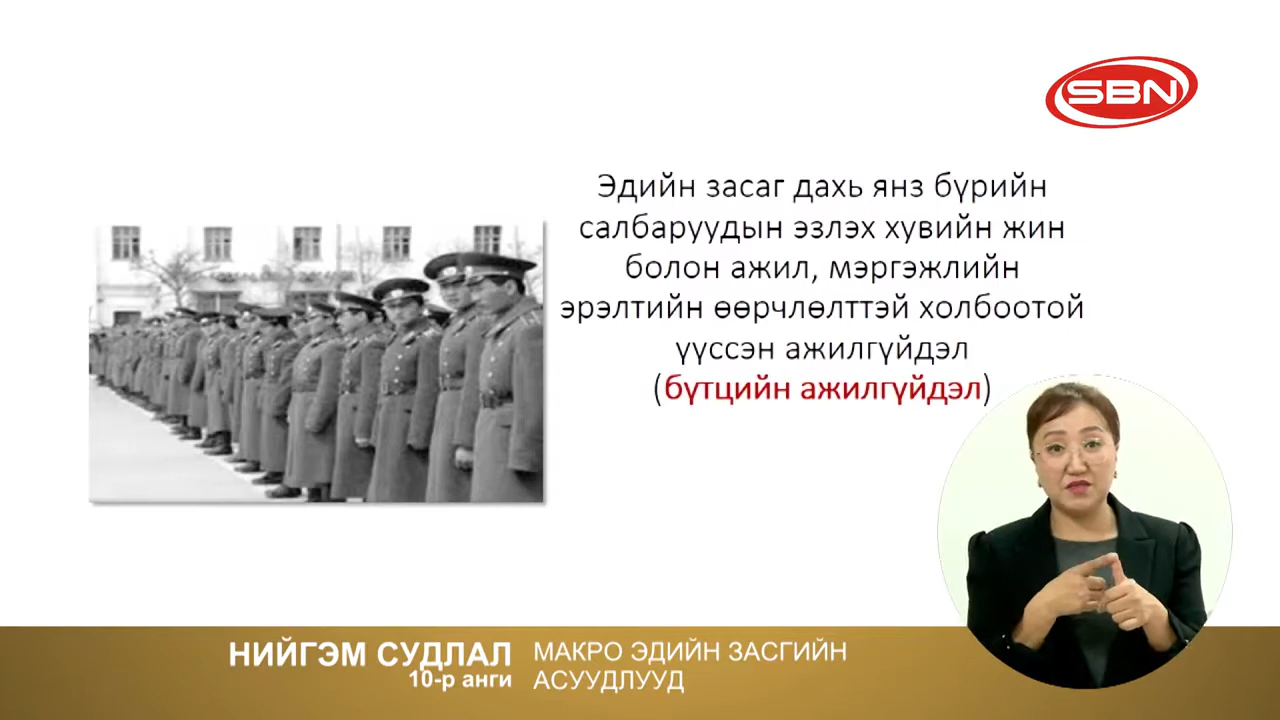 SBN
Эдийн засаг дахь янз бүрийн
салбаруудын эзлэх хувийн жин
болон ажил, мэргэжлийн
эрэлтийн өөрчлөлттэй холбоотой
үүссэн ажилгүйдэл
(бүтцийн ажилгүйдэл)
НИЙГЭМ СУДЛАЛ
10-р анги
МАКРО ЭДИЙН ЗАСГИЙН
АСУУДЛУУД